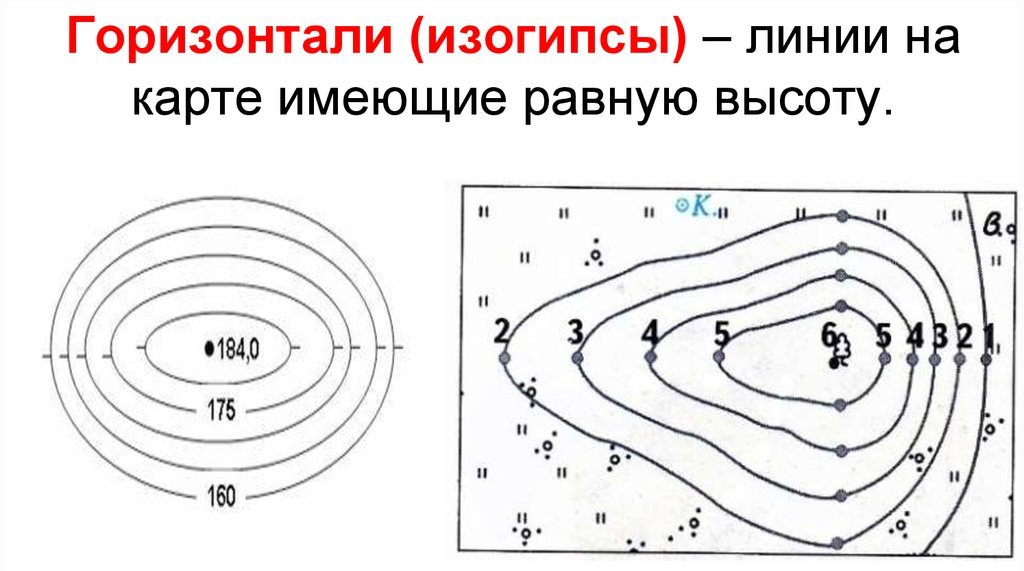 Горизонтали (изогипсы) – линии на
карте имеющие равную высоту.
184,0
175
160
К.
в.
2 3 4 5 6 5 4 3 2 1